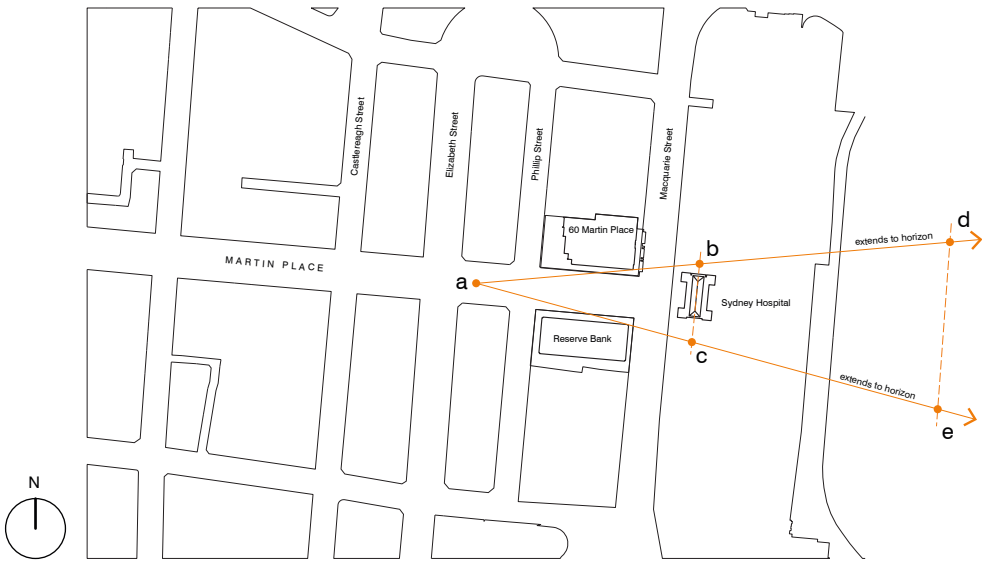 Castlereagh Street
Elizabeth Street
Phillip Street
Macquarie Street
60 Martin Place
d
extends to horizon
b
MARTIN PLACE
a
Sydney Hospital
Reserve Bank
c
extends to horizon
e
N